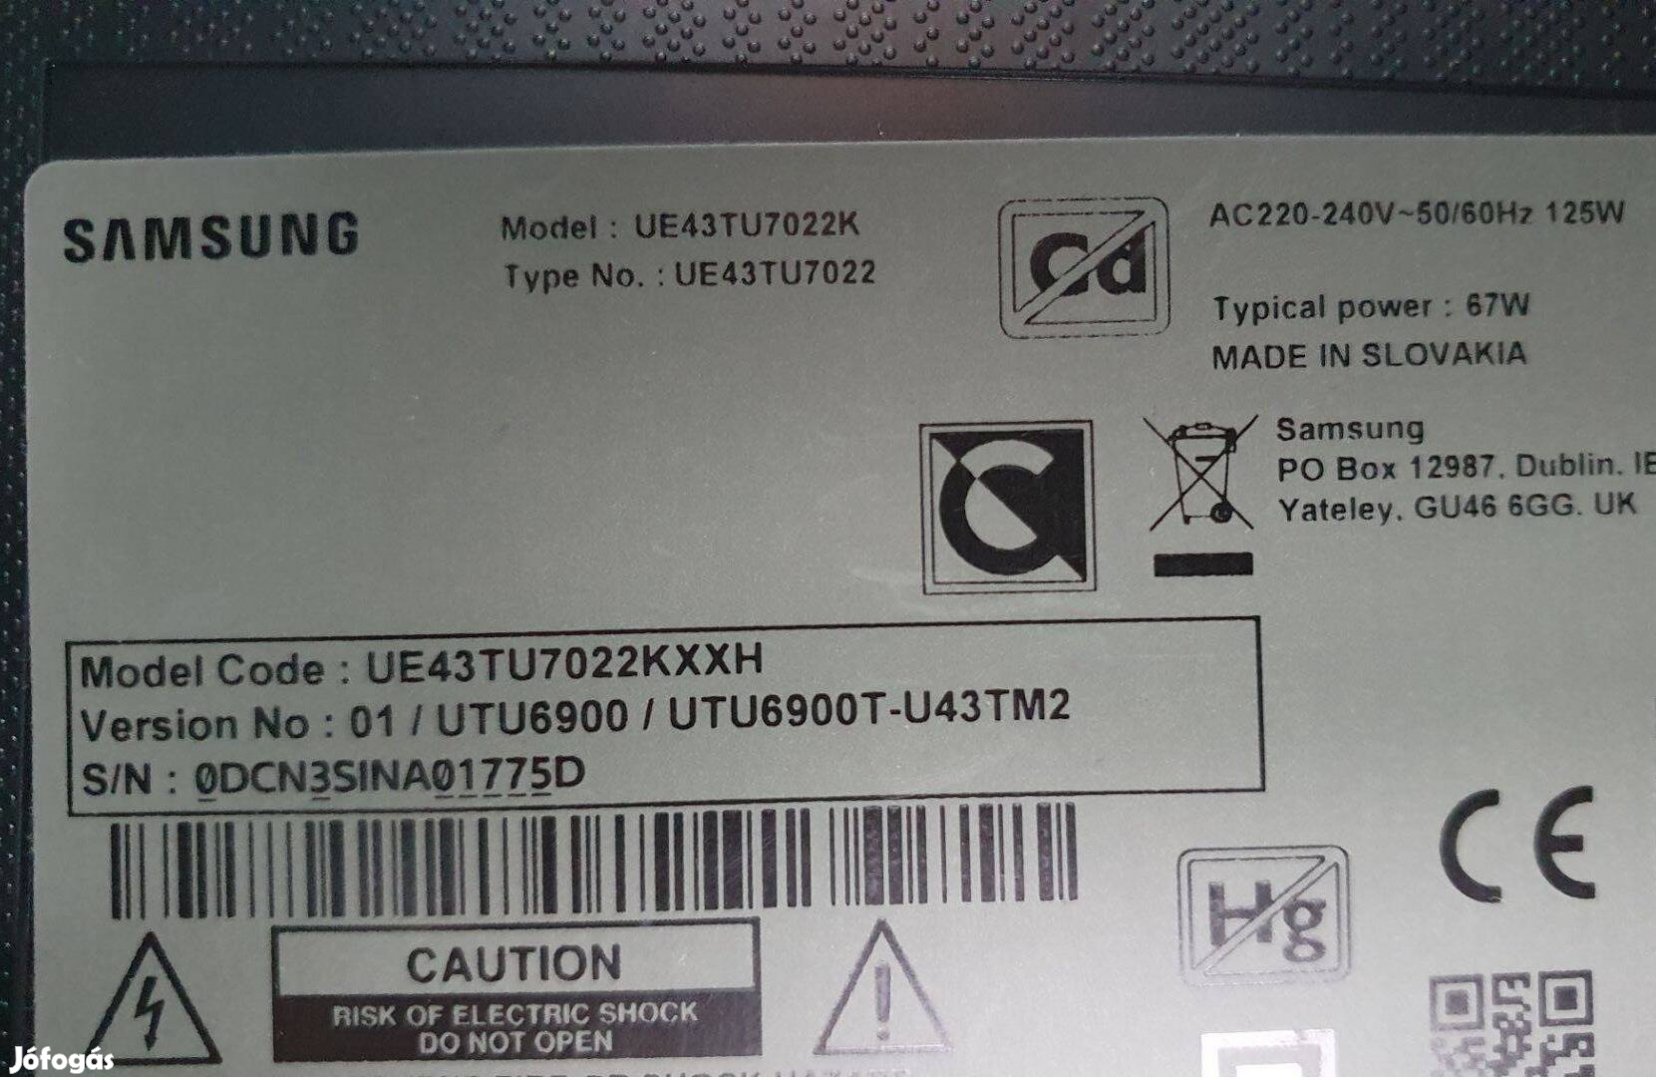 SAMSUNG
Model : UE43TU7022K
Type No. : UE43TU7022
Cd
AC220-240V~50/60Hz 125W
Typical power : 67W
MADE IN SLOVAKIA
Samsung
PO Box 12987, Dublin. IE
Yateley, GU46 6GG. UK
Model Code : UE43TU7022KXXH
Version No : 01 / UTU6900 / UTU6900T-U43TM2
S/N : 0DCN3SINA01775D
CE
Hg
CAUTION
RISK OF ELECTRIC SHOCK
DO NOT OPEN
Jófogás